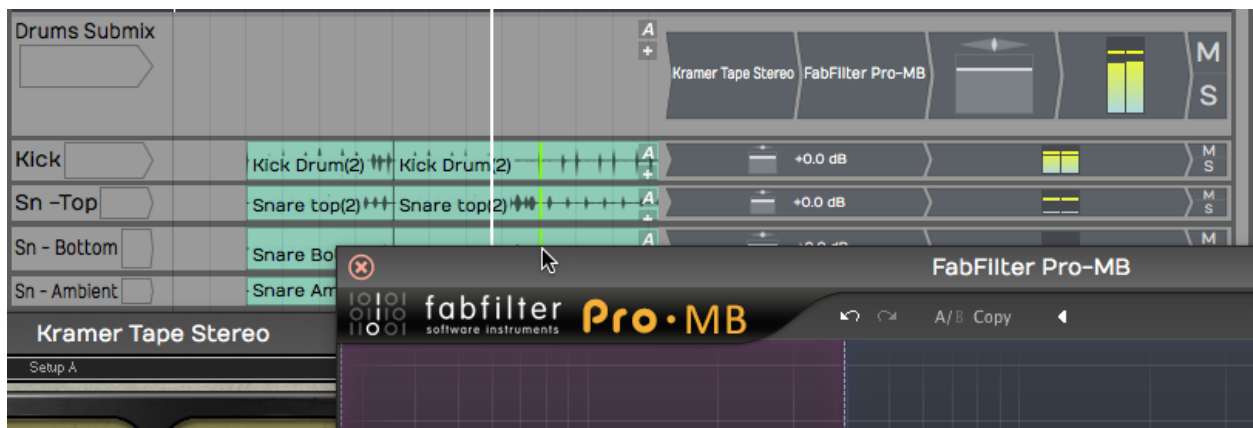 Drums Submix
A
+
Kramer Tape Stereo
FabFilter Pro-MB
M
S
Kick
Kick Drum(2)
Kick Drum(2)
A
+
+0.0 dB
M
S
Sn -Top
Snare top(2)
Snare top(2)
A
+0.0 dB
M
S
Sn - Bottom
Snare Bo
A
M
FabFilter Pro-MB
Sn - Ambient
Snare Am
fabfilter
software instruments
Pro·MB
A/B Copy
Kramer Tape Stereo
Setup A